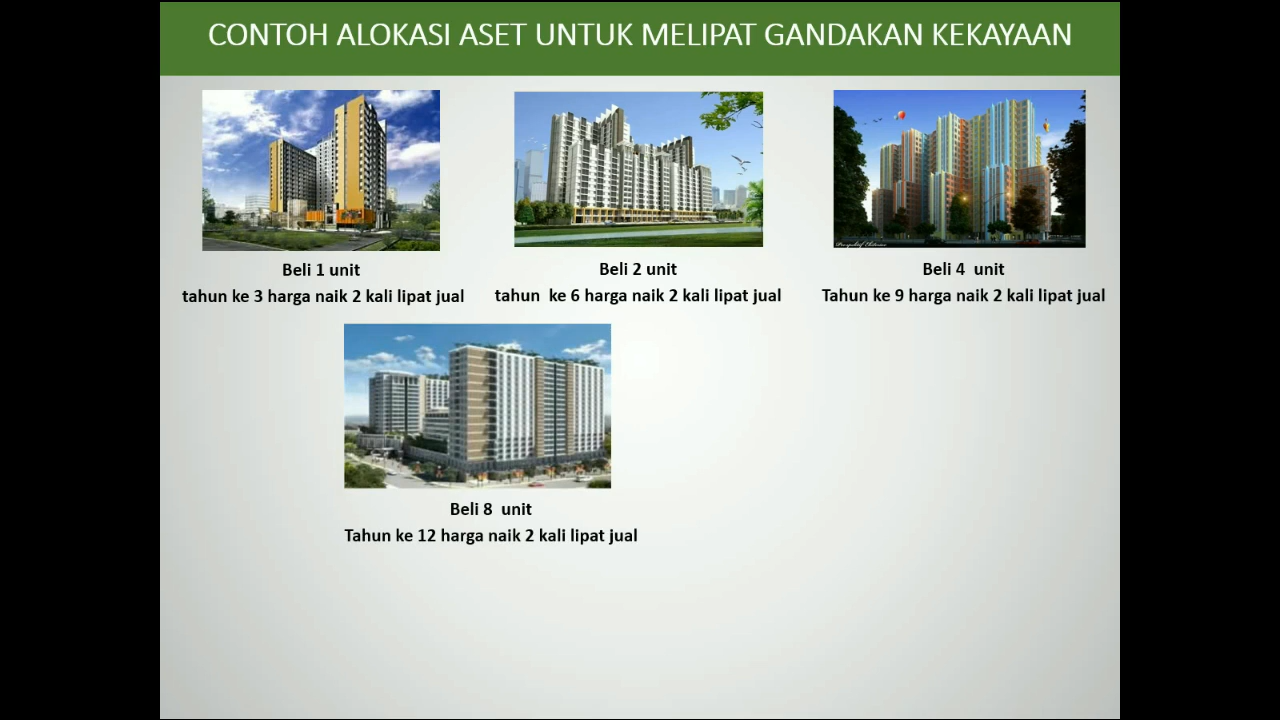 CONTOH ALOKASI ASET UNTUK MELIPAT GANDAKAN KEKAYAAN
Beli 1 unit
tahun ke 3 harga naik 2 kali lipat jual
Beli 2 unit
tahun  ke 6 harga naik 2 kali lipat jual
Beli 4  unit
Tahun ke 9 harga naik 2 kali lipat jual
Beli 8  unit
Tahun ke 12 harga naik 2 kali lipat jual